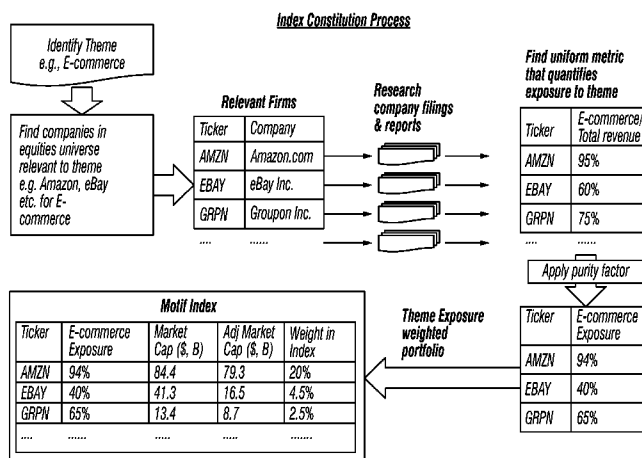 Index Constitution Process
Identify Theme
e.g., E-commerce
Find companies in
equities universe
relevant to theme
e.g. Amazon, eBay
etc. for E-
commerce
Relevant Firms
Ticker Company
AMZN Amazon.com
EBAY eBay Inc.
GRPN Groupon Inc.
.... ......
Research
company filings
& reports
Find uniform metric
that quantifies
exposure to theme
Ticker E-commerce/
Total revenue
AMZN 95%
EBAY 60%
GRPN 75%
.... ......
Apply purity factor
Ticker E-commerce
Exposure
AMZN 94%
EBAY 40%
GRPN 65%
Theme Exposure
weighted
portfolio
Motif Index
Ticker E-commerce Market Adj Market Weight in
Exposure Cap ($, B) Cap ($, B) Index
AMZN 94% 84.4 79.3 20%
EBAY 40% 41.3 16.5 4.5%
GRPN 65% 13.4 8.7 2.5%
.... ...... ..... ..... .......